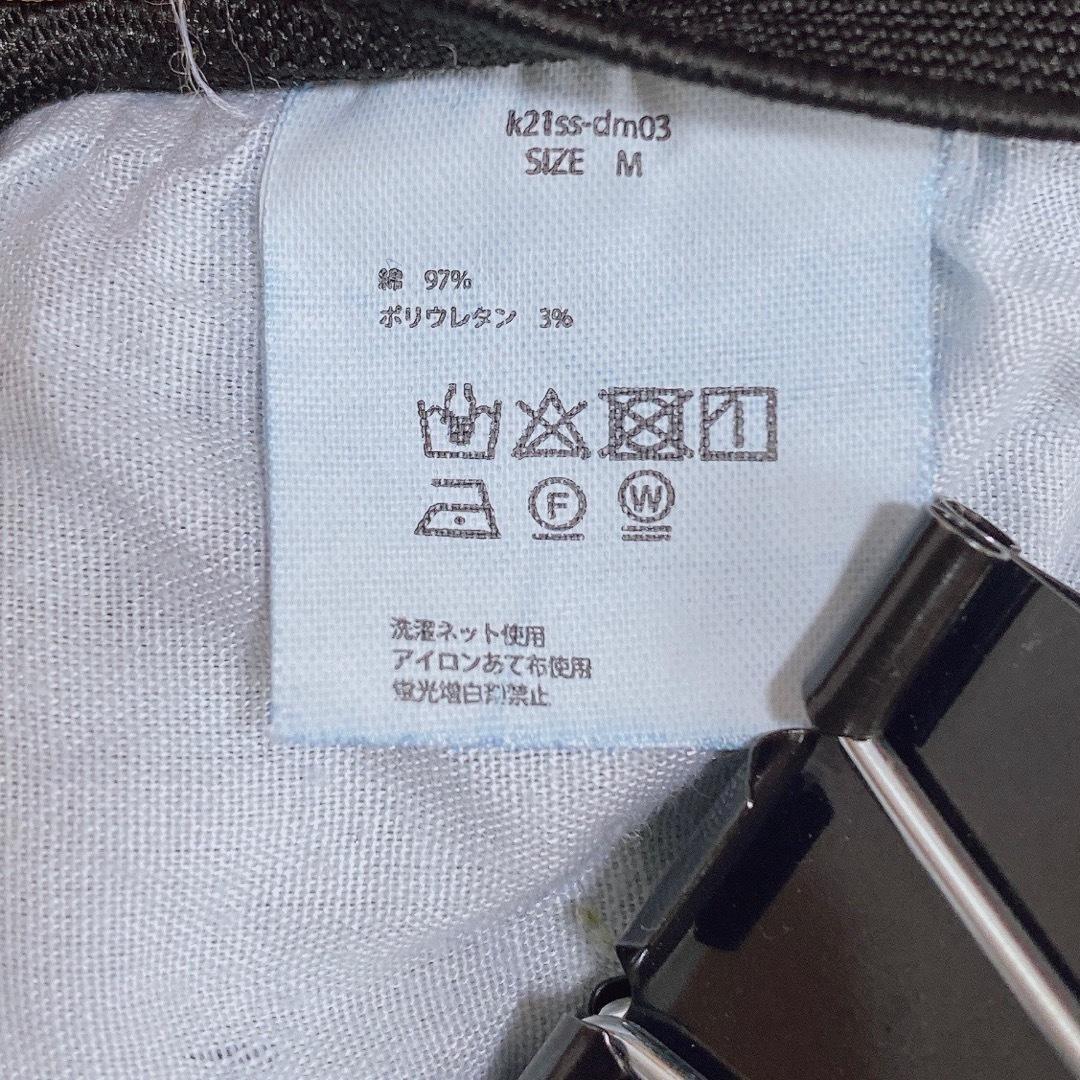 k21ss-dm03
SIZE M
綿 97%
ポリウレタン 3%
F W
洗濯ネット使用
アイロンあて布使用
蛍光増白剤禁止